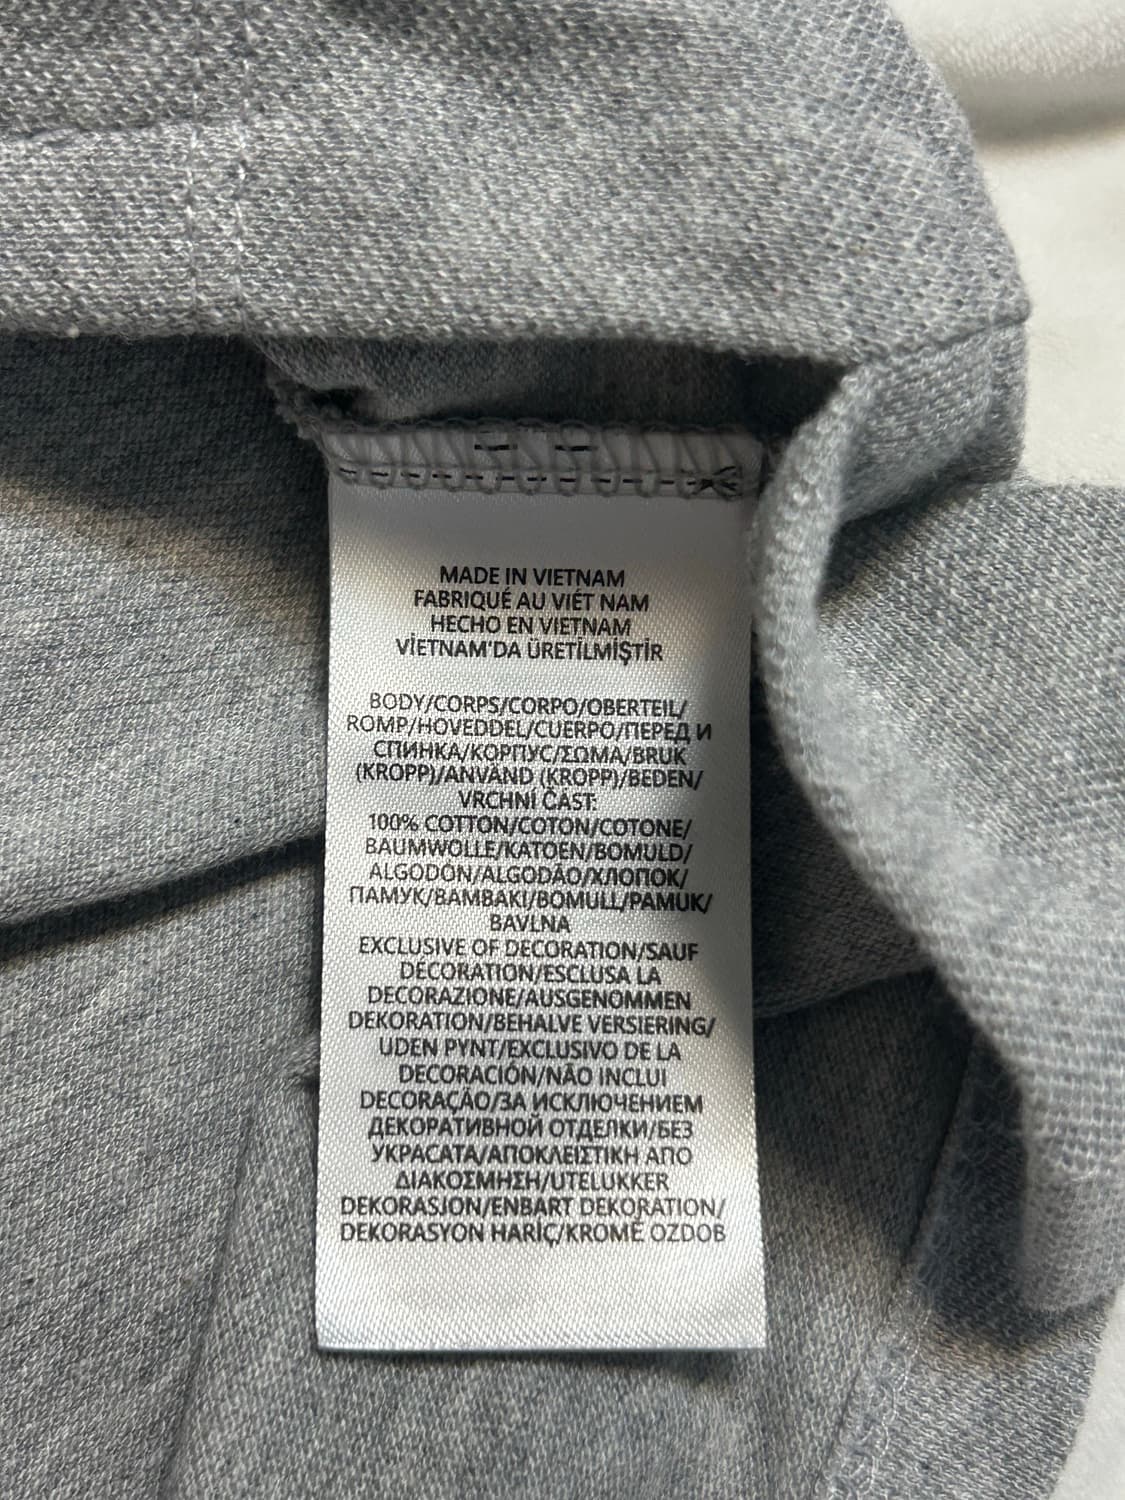 MADE IN VIETNAM
FABRIQUÉ AU VIÉT NAM
HECHO EN VIETNAM
VİETNAM'DA ÜRETİLMİŞTİR
BODY/CORPS/CORPO/OBERTEIL/
ROMP/HOVEDDEL/CUERPO/ПЕРЕД И
СПИНКА/КОРПУС/ΣΩΜΑ/BRUK
(KROPP)/ANVÄND (KROPP)/BEDEN/
VRCHNÍ ČÁST:
100% COTTON/COTON/COTONE/
BAUMWOLLE/KATOEN/BOMULD/
ALGODÓN/ALGODÃO/ХЛОПОК/
ПАМУК/ΒΑΜΒΑΚΙ/BOMULL/PAMUK/
BAVLNA
EXCLUSIVE OF DECORATION/SAUF
DÉCORATION/ESCLUSA LA
DECORAZIONE/AUSGENOMMEN
DEKORATION/BEHALVE VERSIERING/
UDEN PYNT/EXCLUSIVO DE LA
DECORACIÓN/NÃO INCLUI
DECORAÇÃO/ЗА ИСКЛЮЧЕНИЕМ
ДЕКОРАТИВНОЙ ОТДЕЛКИ/БЕЗ
УКРАСАТА/ΑΠΟΚΛΕΙΣΤΙΚΗ ΑΠΟ
ΔΙΑΚΟΣΜΗΣΗ/UTELUKKER
DEKORASJON/ENBART DEKORATION/
DEKORASYON HARİÇ/KROMĚ OZDOB